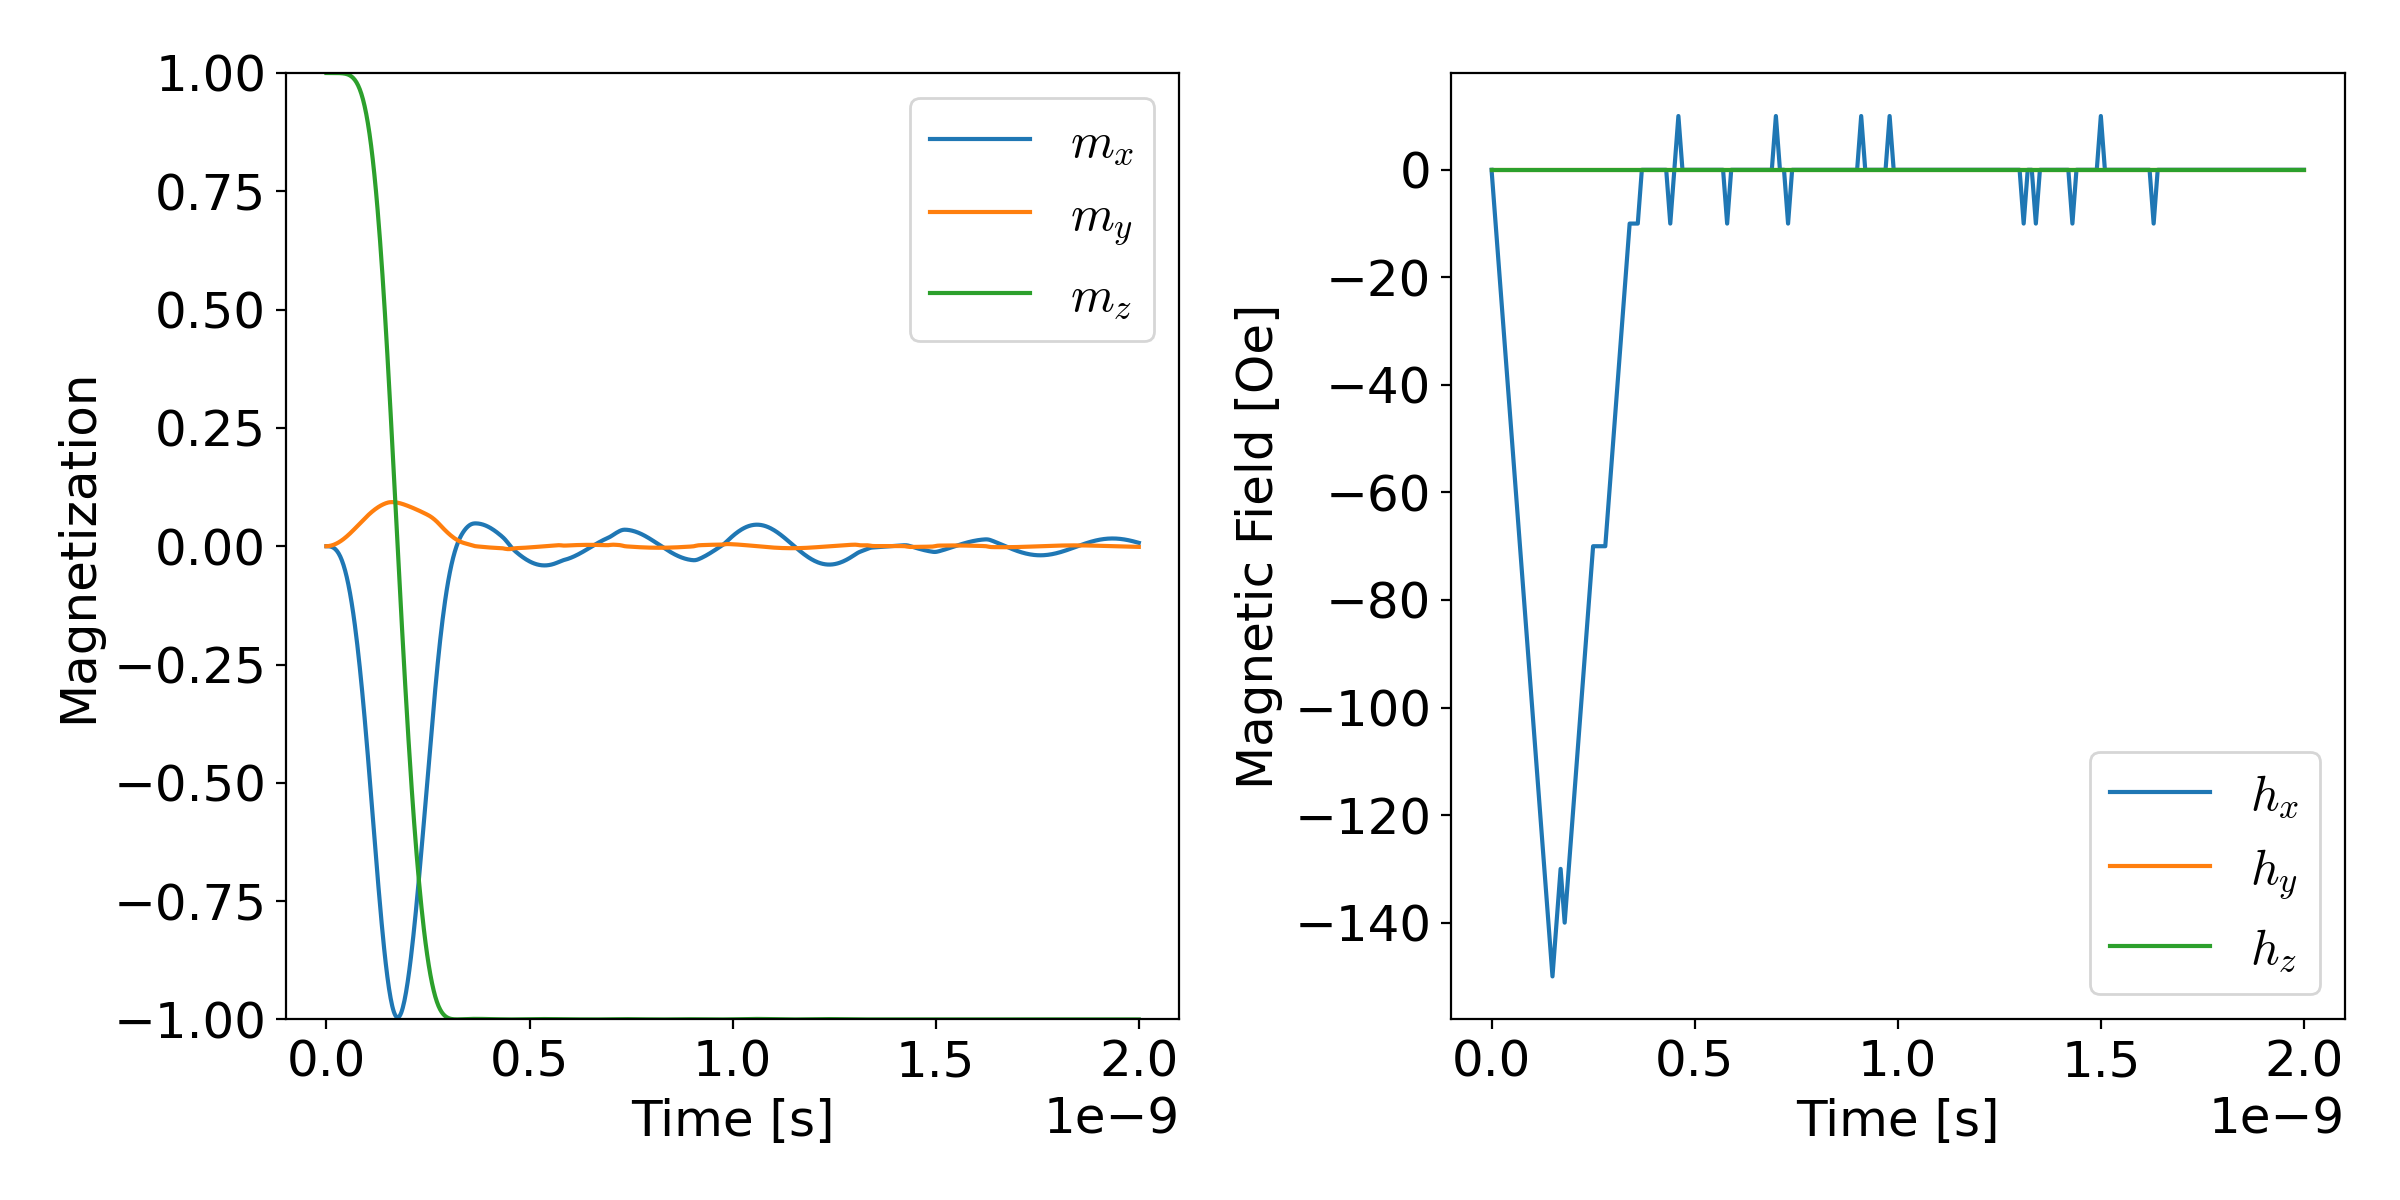 Magnetization
1.00
0.75
0.50
0.25
0.00
−0.25
−0.50
−0.75
−1.00
0.0 0.5 1.0 1.5 2.0
Time [s]
1e−9
m_x
m_y
m_z
Magnetic Field [Oe]
0
−20
−40
−60
−80
−100
−120
−140
0.0 0.5 1.0 1.5 2.0
Time [s]
1e−9
h_x
h_y
h_z